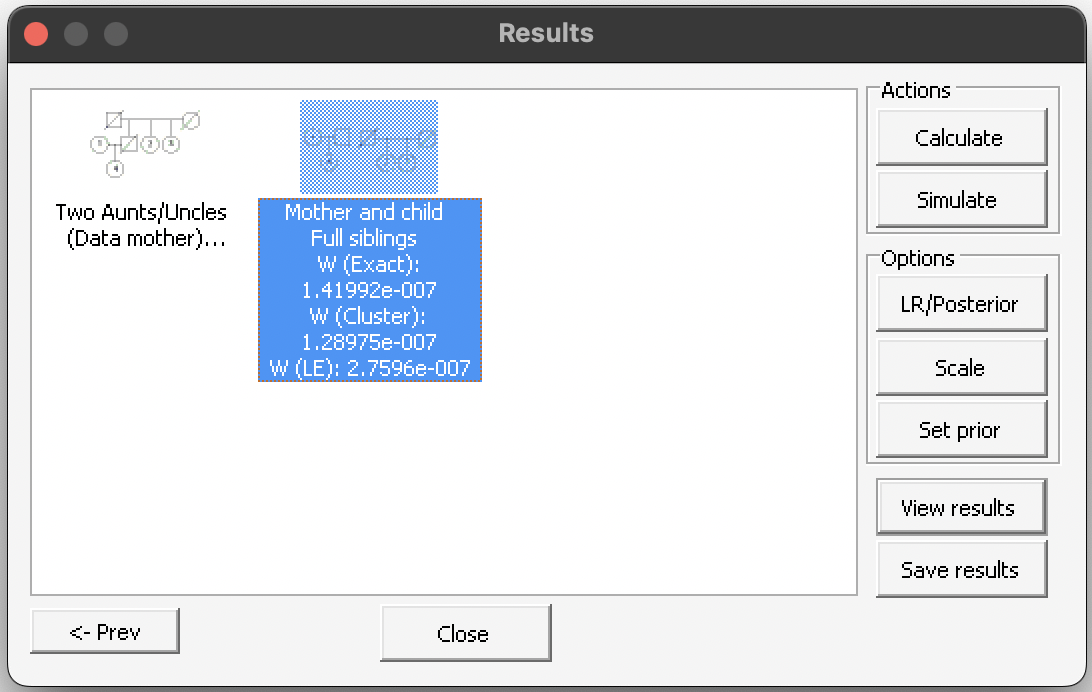 Results
Two Aunts/Uncles
(Data mother)...
Mother and child
Full siblings
W (Exact):
1.41992e-007
W (Cluster):
1.28975e-007
W (LE): 2.7596e-007
Actions
Calculate
Simulate
Options
LR/Posterior
Scale
Set prior
View results
Save results
<- Prev
Close